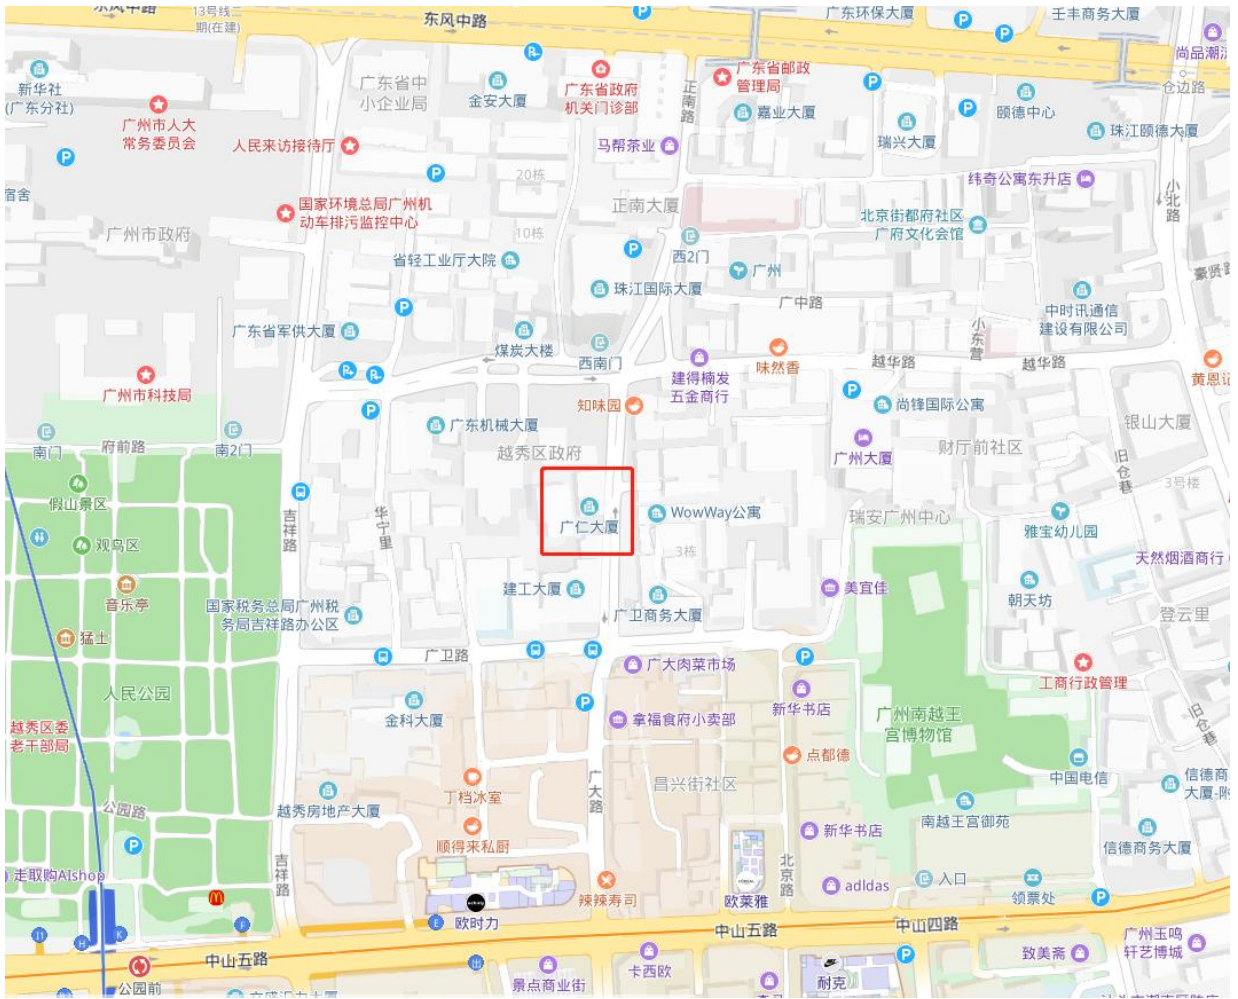 东风中路
13号线二
期(在建)
东风中路
广东环保大厦
壬丰商务大厦
尚品潮
新华社
(广东分社)
广州市人大
常务委员会
广东省中
小企业局
金安大厦
广东省政府
机关门诊部
正南路
广东省邮政
管理局
嘉业大厦
瑞兴大厦
颐德中心
仓边路
珠江颐德大厦
人民来访接待厅
马帮茶业
20栋
纬奇公寓东升店
小北路
宿舍
国家环境总局广州机
动车排污监控中心
正南大厦
北京街都府社区
广府文化会馆
广州市政府
10栋
省轻工业厅大院
西2门
广州
豪贤路
珠江国际大厦
广中路
中时讯通信
建设有限公司
广东省军供大厦
煤炭大楼
西南门
小东营
味然香
越华路
越华路
广州市科技局
建得楠发
五金商行
黄恩记
知味园
尚锋国际公寓
广东机械大厦
银山大厦
南门
府前路
南2门
越秀区政府
广州大厦
财厅前社区
旧仓巷
3号楼
假山景区
吉祥路
华宁里
广仁大厦
WowWay公寓
瑞安广州中心
雅宝幼儿园
观鸟区
3栋
天然烟酒商行
音乐亭
建工大厦
美宜佳
朝天坊
国家税务总局广州税
务局吉祥路办公区
广卫商务大厦
登云里
猛士
广卫路
广大肉菜市场
工商行政管理
人民公园
金科大厦
新华书店
旧仓巷
越秀区委
老干部局
拿福食府小卖部
广州南越王
宫博物馆
点都德
广大路
昌兴街社区
中国电信
信德商
大厦-附
丁档冰室
公园路
越秀房地产大厦
南越王宫御苑
顺得来私厨
新华书店
信德商务大厦
吉祥路
北京路
走取购AIshop
辣辣寿司
欧莱雅
adldas
入口
领票处
欧时力
中山五路
中山四路
中山五路
广州玉鸣
轩艺博城
卡西欧
致美斋
公园前
景点商业街
耐克